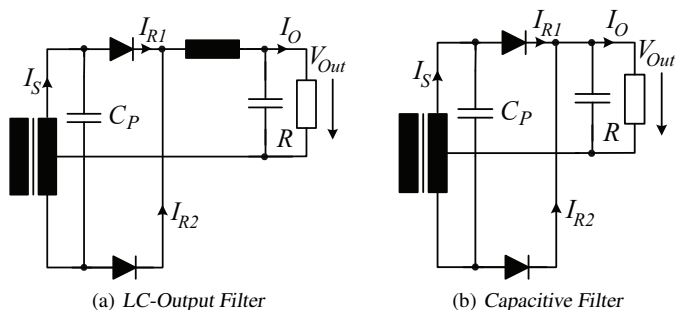 I_R1
I_O
V_Out
I_S
C_P
R
I_R2
(a) LC-Output Filter
I_R1
I_O
V_Out
I_S
C_P
R
I_R2
(b) Capacitive Filter